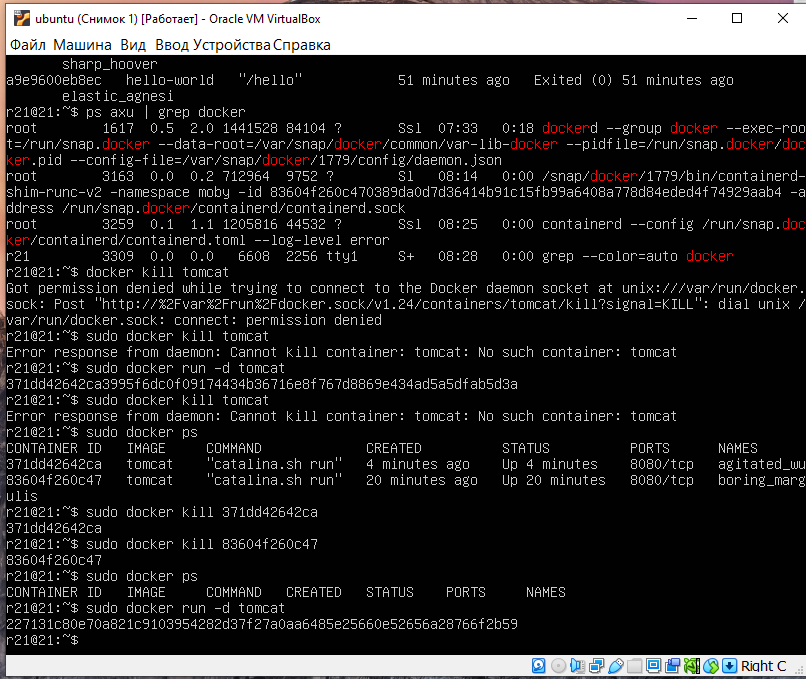 ubuntu (Снимок 1) [Работает] - Oracle VM VirtualBox
Файл Машина Вид Ввод Устройства Справка
sharp_hoover
a9e9600eb8ec hello-world "/hello" 51 minutes ago Exited (0) 51 minutes ago
elastic_agnesi
r21@21:~$ ps axu | grep docker
root 1617 0.5 2.0 1441528 84104 ? Ssl 07:33 0:18 dockerd --group docker --exec-roo
t=/run/snap.docker --data-root=/var/snap/docker/common/var-lib-docker --pidfile=/run/snap.docker/doc
ker.pid --config-file=/var/snap/docker/1779/config/daemon.json
root 3163 0.0 0.2 712964 9752 ? Sl 08:14 0:00 /snap/docker/1779/bin/containerd-
shim-runc-v2 -namespace moby -id 83604f260c470389da0d7d36414b91c15fb99a6408a778d84eded4f74929aab4 -a
ddress /run/snap.docker/containerd/containerd.sock
root 3259 0.1 1.1 1205816 44532 ? Ssl 08:25 0:00 containerd --config /run/snap.doc
ker/containerd/containerd.toml --log-level error
r21 3309 0.0 0.0 6608 2256 tty1 S+ 08:28 0:00 grep --color=auto docker
r21@21:~$ docker kill tomcat
Got permission denied while trying to connect to the Docker daemon socket at unix:///var/run/docker.
sock: Post "http://%2Fvar%2Frun%2Fdocker.sock/v1.24/containers/tomcat/kill?signal=KILL": dial unix /
var/run/docker.sock: connect: permission denied
r21@21:~$ sudo docker kill tomcat
Error response from daemon: Cannot kill container: tomcat: No such container: tomcat
r21@21:~$ sudo docker run -d tomcat
371dd42642ca3995f6dc0f09174434b36716e8f767d8869e434ad5a5dfab5d3a
r21@21:~$ sudo docker kill tomcat
Error response from daemon: Cannot kill container: tomcat: No such container: tomcat
r21@21:~$ sudo docker ps
CONTAINER ID IMAGE COMMAND CREATED STATUS PORTS NAMES
371dd42642ca tomcat "catalina.sh run" 4 minutes ago Up 4 minutes 8080/tcp agitated_wu
83604f260c47 tomcat "catalina.sh run" 20 minutes ago Up 20 minutes 8080/tcp boring_marg
ulis
r21@21:~$ sudo docker kill 371dd42642ca
371dd42642ca
r21@21:~$ sudo docker kill 83604f260c47
83604f260c47
r21@21:~$ sudo docker ps
CONTAINER ID IMAGE COMMAND CREATED STATUS PORTS NAMES
r21@21:~$ sudo docker run -d tomcat
227131c80e70a821c9103954282d37f27a0aa6485e25660e52656a28766f2b59
r21@21:~$
Right C